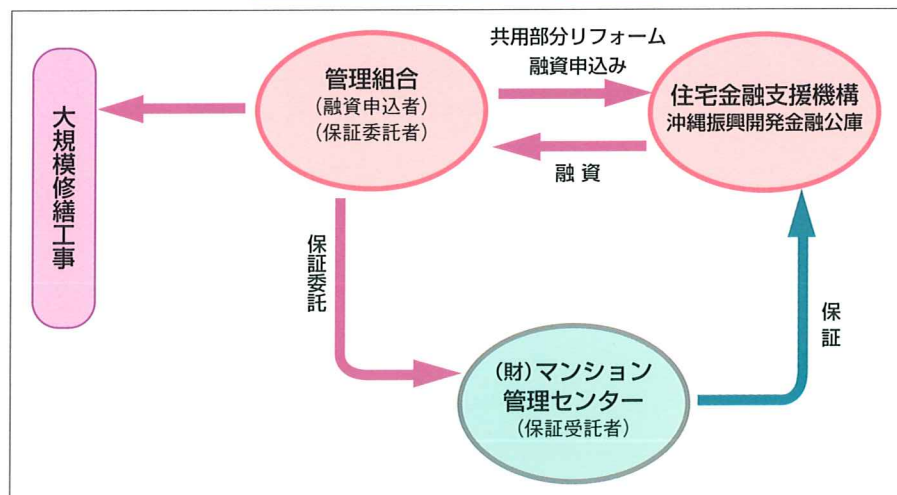 共用部分リフォーム
融資申込み
管理組合
（融資申込者）
（保証委託者）
住宅金融支援機構
沖縄振興開発金融公庫
大規模修繕工事
融 資
保証委託
保証
（財）マンション
管理センター
（保証受託者）